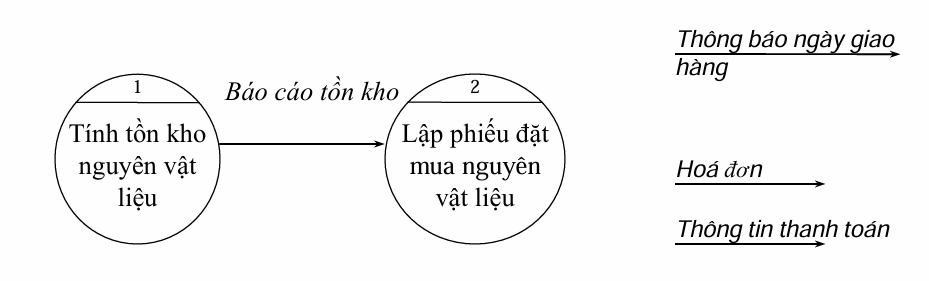 1
Tính tồn kho
nguyên vật
liệu
Báo cáo tồn kho
2
Lập phiếu đặt
mua nguyên
vật liệu
Thông báo ngày giao
hàng
Hoá đơn
Thông tin thanh toán